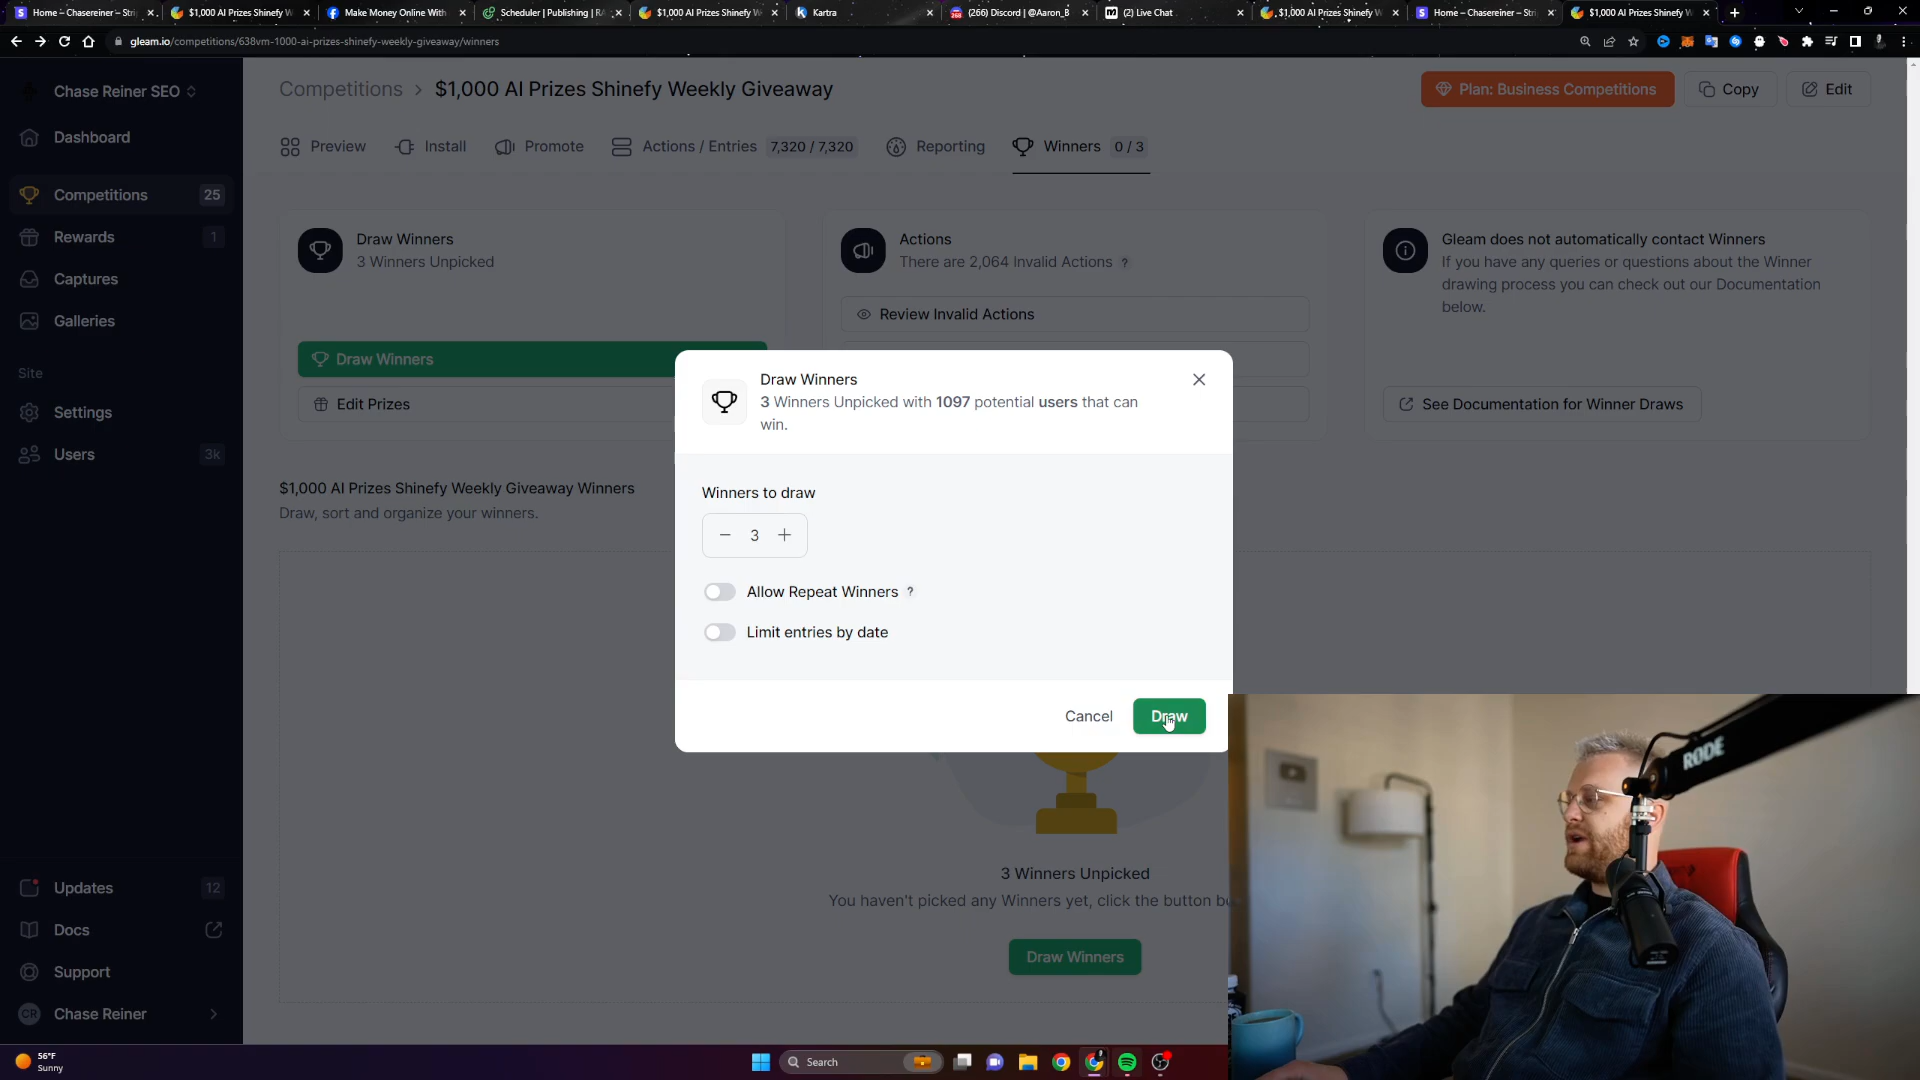 Home – Chasereiner – Stri
$1,000 AI Prizes Shinefy W
Make Money Online With
Scheduler | Publishing | RA
$1,000 AI Prizes Shinefy W
Kartra
(266) Discord | @Aaron_B
(2) Live Chat
$1,000 AI Prizes Shinefy W
Home – Chasereiner – Stri
$1,000 AI Prizes Shinefy W
gleam.io/competitions/638vm-1000-ai-prizes-shinefy-weekly-giveaway/winners
Chase Reiner SEO
Dashboard
Competitions 25
Rewards 1
Captures
Galleries
Site
Settings
Users 3k
Updates 12
Docs
Support
CR Chase Reiner
Competitions > $1,000 AI Prizes Shinefy Weekly Giveaway
Plan: Business Competitions
Copy
Edit
Preview
Install
Promote
Actions / Entries 7,320 / 7,320
Reporting
Winners 0 / 3
Draw Winners
3 Winners Unpicked
Draw Winners
Edit Prizes
Actions
There are 2,064 Invalid Actions ?
Review Invalid Actions
Gleam does not automatically contact Winners
If you have any queries or questions about the Winner
drawing process you can check out our Documentation
below.
See Documentation for Winner Draws
$1,000 AI Prizes Shinefy Weekly Giveaway Winners
Draw, sort and organize your winners.
Draw Winners
3 Winners Unpicked with 1097 potential users that can
win.
Winners to draw
− 3 +
Allow Repeat Winners ?
Limit entries by date
Cancel
Draw
3 Winners Unpicked
You haven't picked any Winners yet, click the button
Draw Winners
RØDE
56°F
Sunny
Search